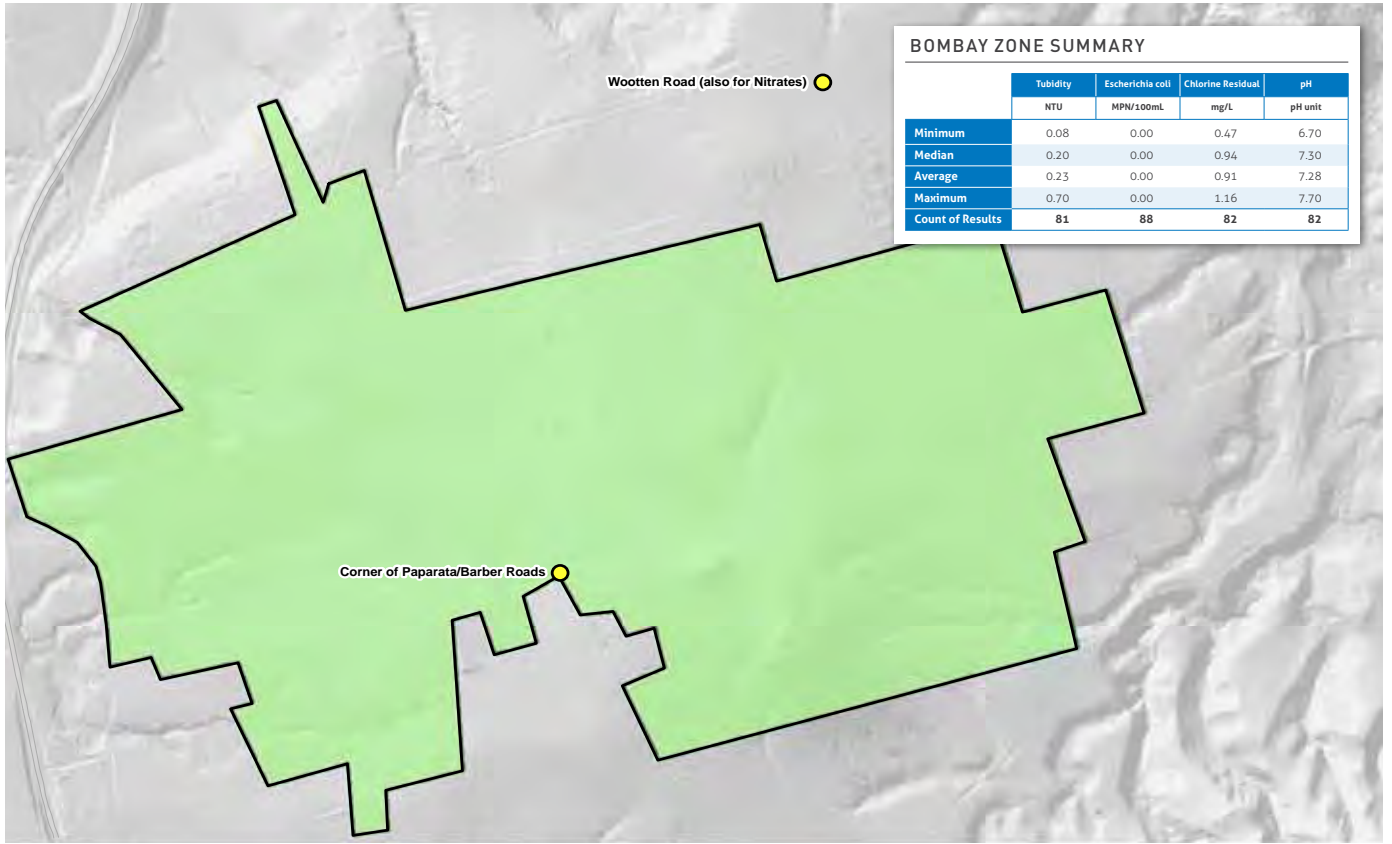 BOMBAY ZONE SUMMARY
Wootten Road (also for Nitrates)
Tubidity Escherichia coli Chlorine Residual pH
NTU MPN/100mL mg/L pH unit
Minimum 0.08 0.00 0.47 6.70
Median 0.20 0.00 0.94 7.30
Average 0.23 0.00 0.91 7.28
Maximum 0.70 0.00 1.16 7.70
Count of Results 81 88 82 82
Corner of Paparata/Barber Roads